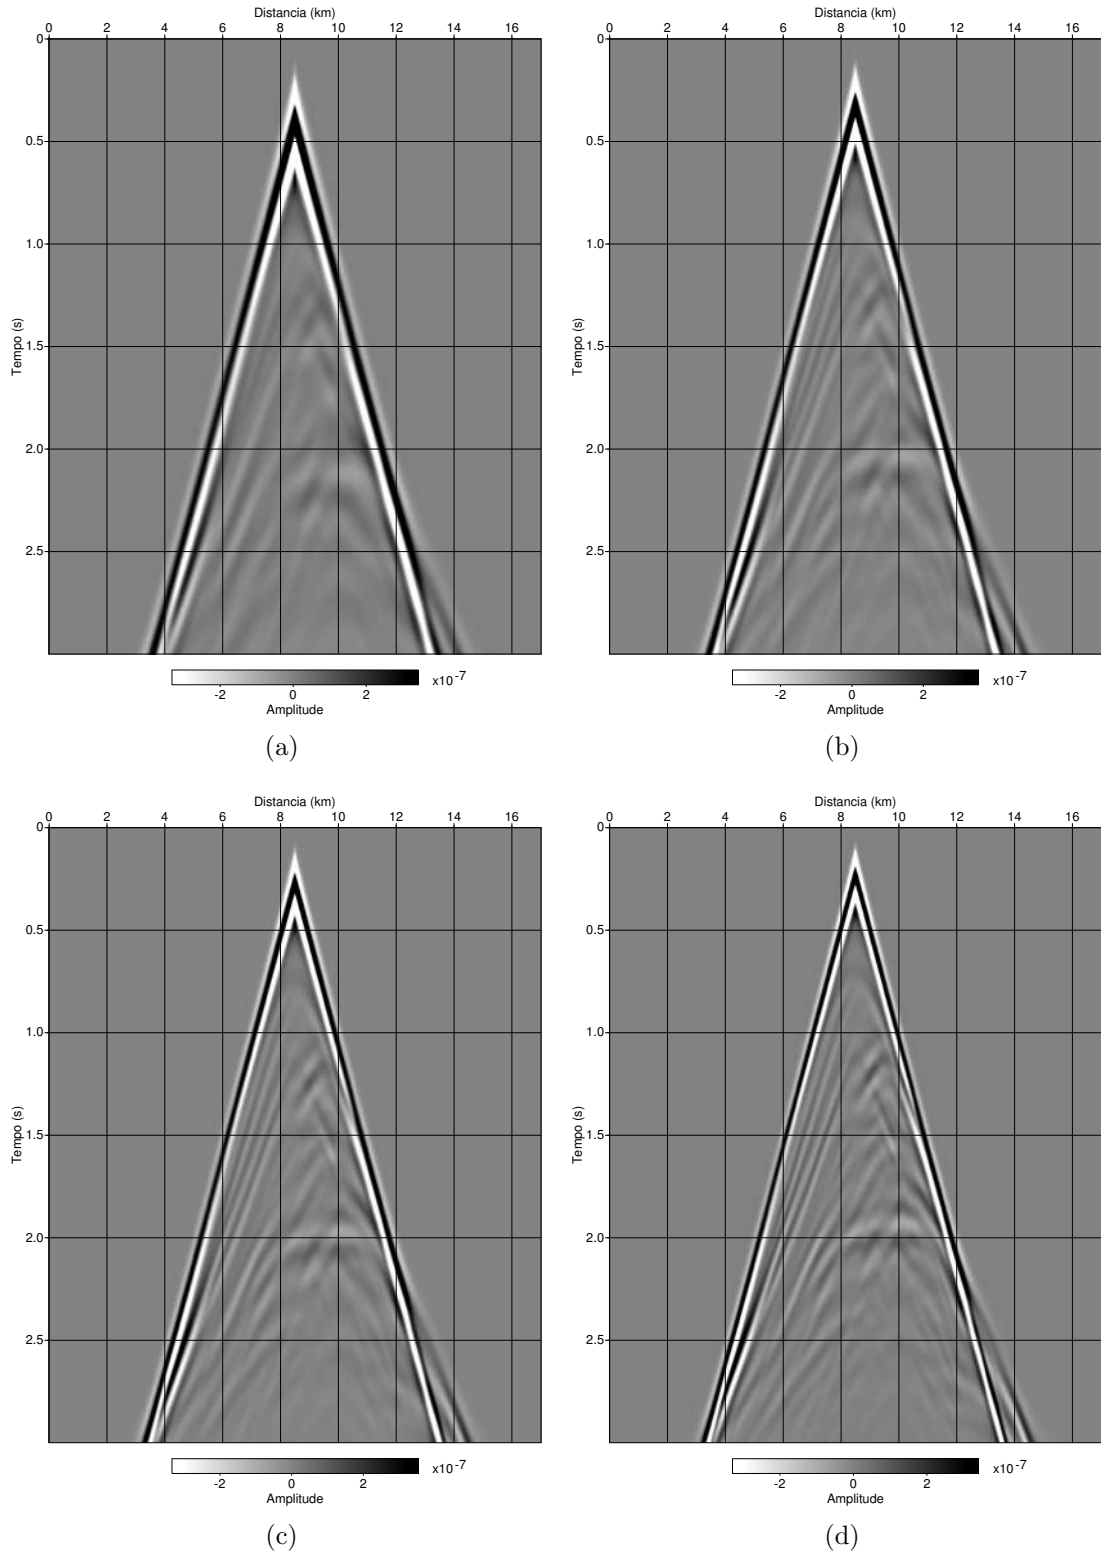 Distancia (km)
0 2 4 6 8 10 12 14 16
0
0.5
1.0
1.5
2.0
2.5
Tempo (s)
-2 0 2 x10-7
Amplitude
(a)
Distancia (km)
0 2 4 6 8 10 12 14 16
0
0.5
1.0
1.5
2.0
2.5
Tempo (s)
-2 0 2 x10-7
Amplitude
(b)
Distancia (km)
0 2 4 6 8 10 12 14 16
0
0.5
1.0
1.5
2.0
2.5
Tempo (s)
-2 0 2 x10-7
Amplitude
(c)
Distancia (km)
0 2 4 6 8 10 12 14 16
0
0.5
1.0
1.5
2.0
2.5
Tempo (s)
-2 0 2 x10-7
Amplitude
(d)